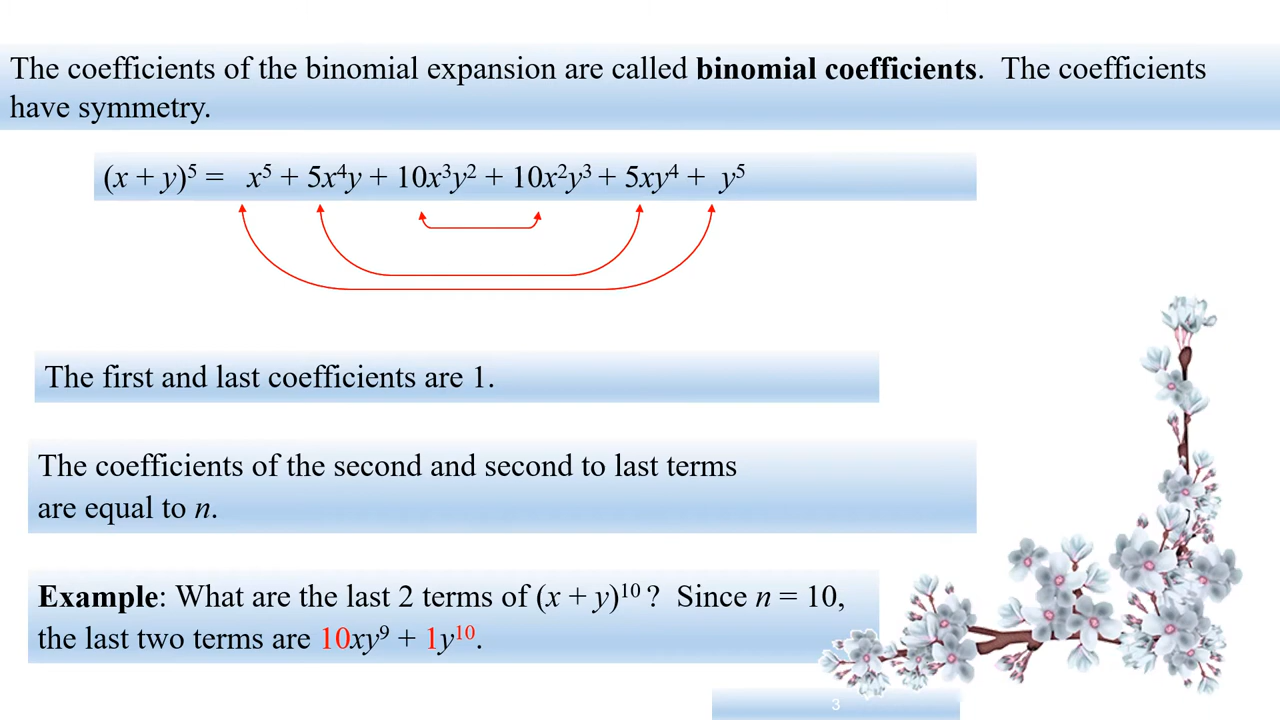 The coefficients of the binomial expansion are called binomial coefficients. The coefficients
have symmetry.
(x + y)⁵ = x⁵ + 5x⁴y + 10x³y² + 10x²y³ + 5xy⁴ + y⁵
The first and last coefficients are 1.
The coefficients of the second and second to last terms
are equal to n.
Example: What are the last 2 terms of (x + y)¹⁰ ? Since n = 10,
the last two terms are 10xy⁹ + 1y¹⁰.
3